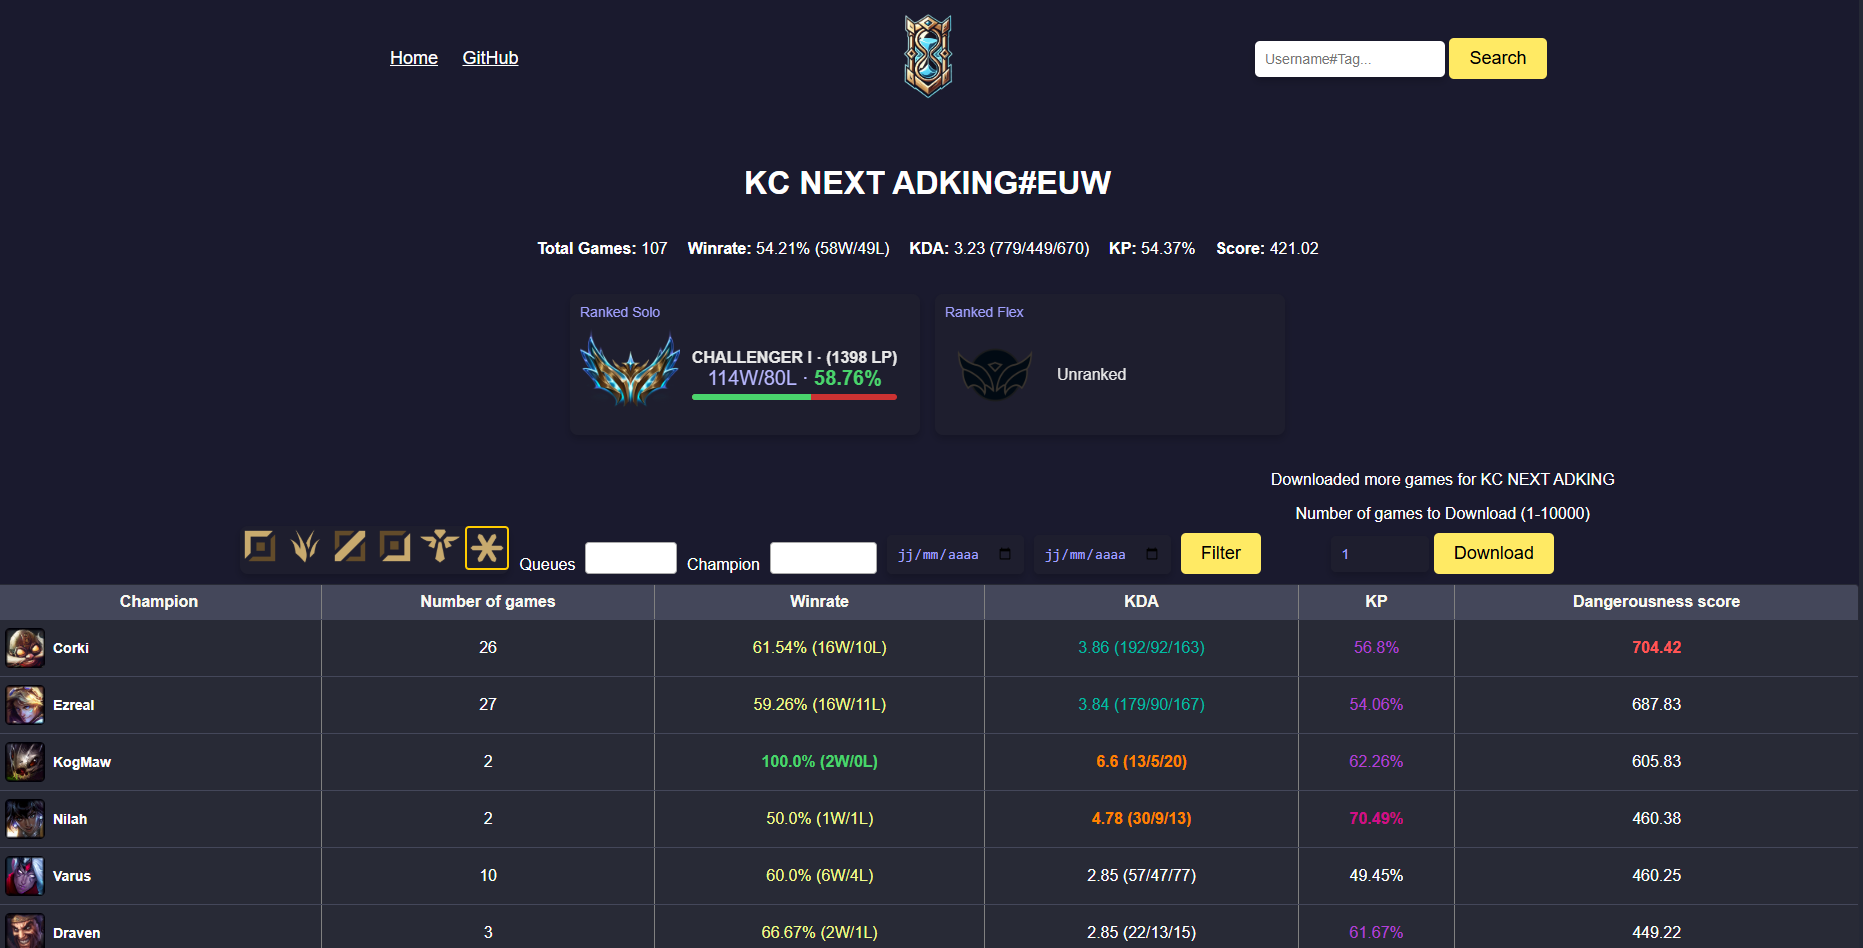 Home GitHub Username#Tag... Search
KC NEXT ADKING#EUW
Total Games: 107 Winrate: 54.21% (58W/49L) KDA: 3.23 (779/449/670) KP: 54.37% Score: 421.02
Ranked Solo
CHALLENGER I · (1398 LP)
114W/80L · 58.76%
Ranked Flex
Unranked
Downloaded more games for KC NEXT ADKING
Number of games to Download (1-10000)
Queues Champion jj/mm/aaaa jj/mm/aaaa Filter 1 Download
Champion Number of games Winrate KDA KP Dangerousness score
Corki 26 61.54% (16W/10L) 3.86 (192/92/163) 56.8% 704.42
Ezreal 27 59.26% (16W/11L) 3.84 (179/90/167) 54.06% 687.83
KogMaw 2 100.0% (2W/0L) 6.6 (13/5/20) 62.26% 605.83
Nilah 2 50.0% (1W/1L) 4.78 (30/9/13) 70.49% 460.38
Varus 10 60.0% (6W/4L) 2.85 (57/47/77) 49.45% 460.25
Draven 3 66.67% (2W/1L) 2.85 (22/13/15) 61.67% 449.22